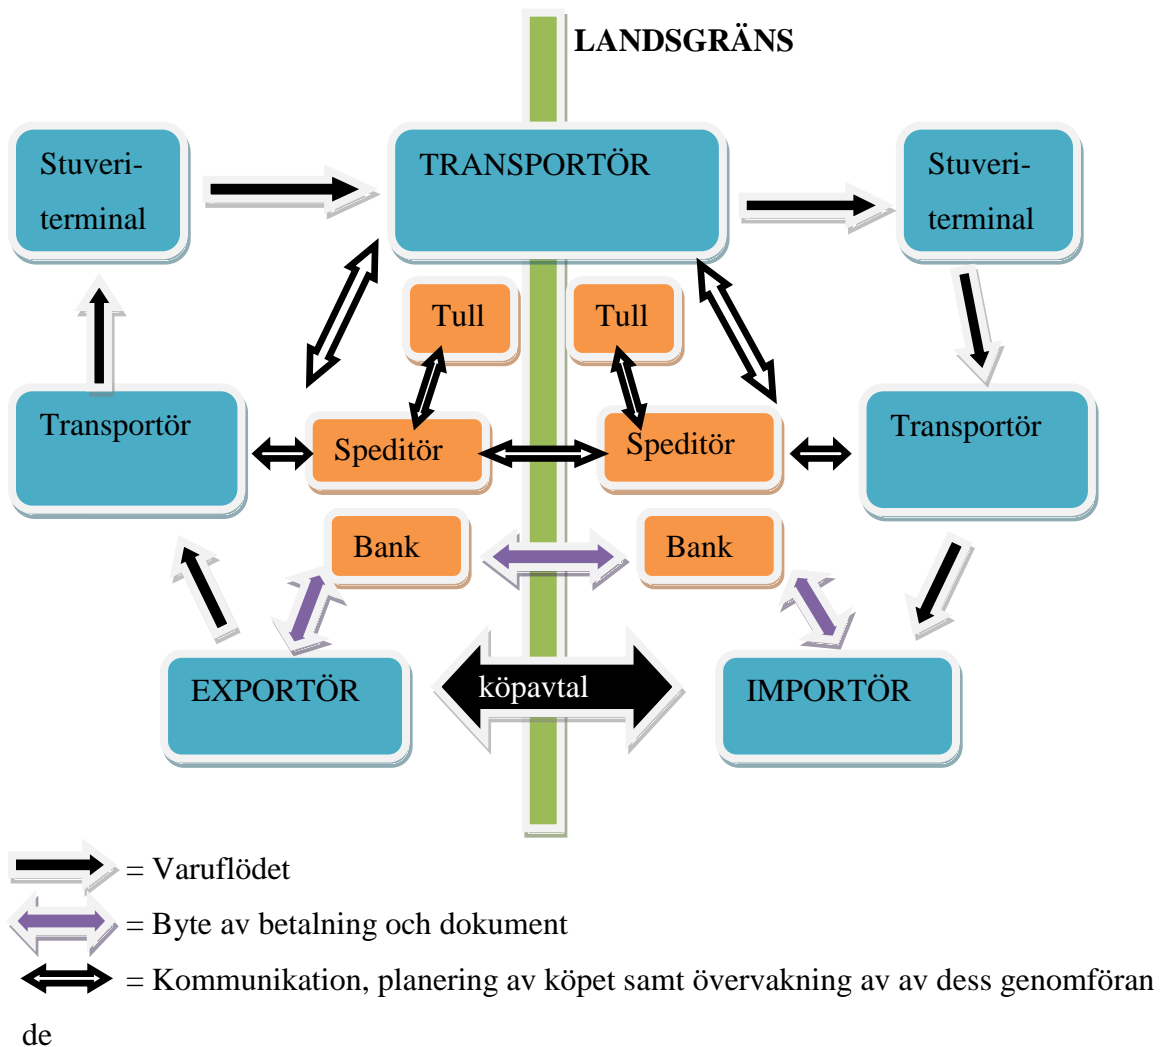 LANDSGRÄNS
Stuveri-
terminal
TRANSPORTÖR
Stuveri-
terminal
Tull
Tull
Transportör
Speditör
Speditör
Transportör
Bank
Bank
EXPORTÖR
köpavtal
IMPORTÖR
= Varuflödet
= Byte av betalning och dokument
= Kommunikation, planering av köpet samt övervakning av av dess genomföran
de